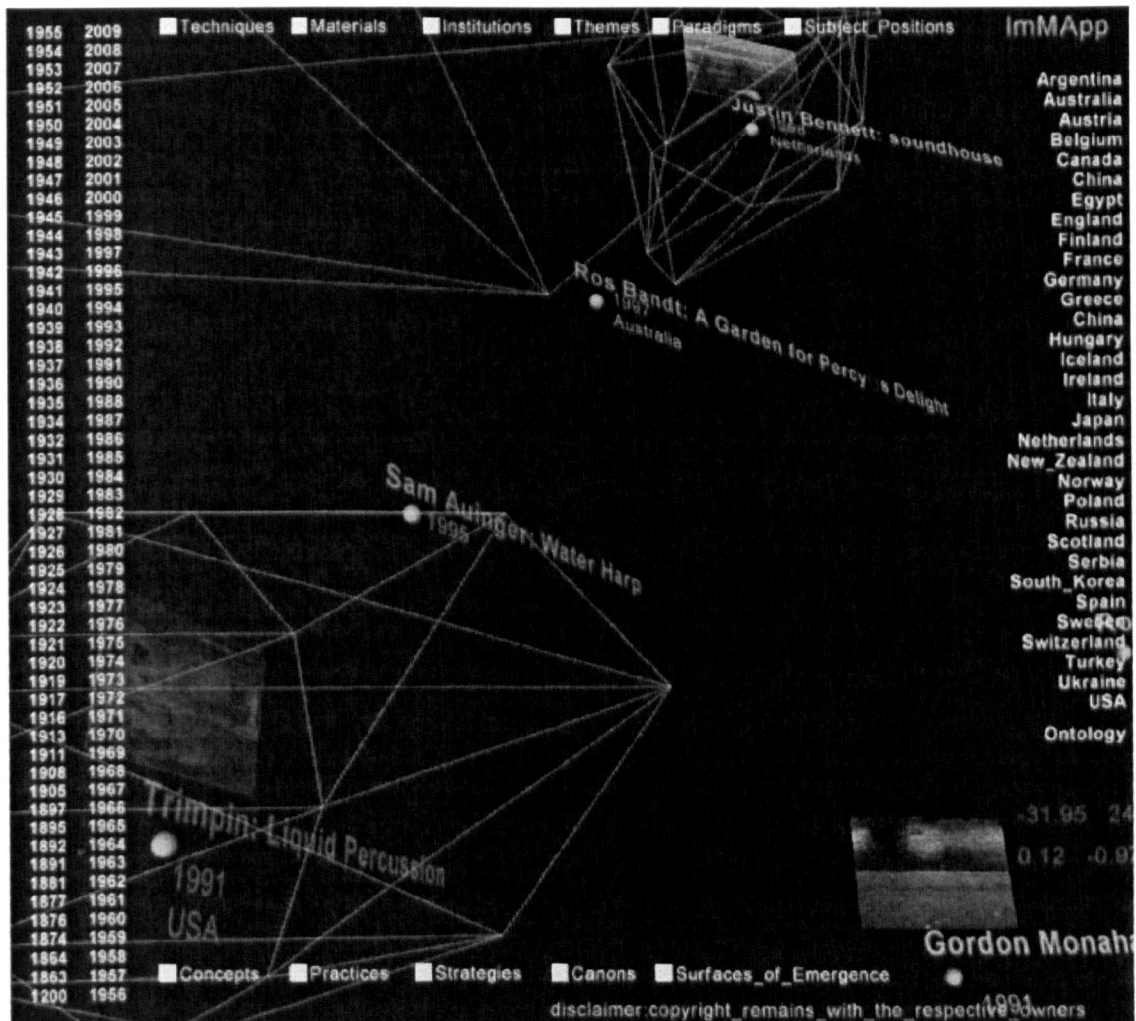 Techniques Materials Institutions Themes Paradigms Subject_Positions
ImMApp
1955 2009
1954 2008
1953 2007
1952 2006
1951 2005
1950 2004
1949 2003
1948 2002
1947 2001
1946 2000
1945 1999
1944 1998
1943 1997
1942 1996
1941 1995
1940 1994
1939 1993
1938 1992
1937 1991
1936 1990
1935 1988
1934 1987
1932 1986
1931 1985
1930 1984
1929 1983
1928 1982
1927 1981
1926 1980
1925 1979
1924 1978
1923 1977
1922 1976
1921 1975
1920 1974
1919 1973
1917 1972
1916 1971
1913 1970
1911 1969
1908 1968
1905 1967
1897 1966
1895 1965
1892 1964
1891 1963
1881 1962
1877 1961
1876 1960
1874 1959
1864 1958
1863 1957
1200 1956
Justin Bennett: soundhouse
Netherlands
Ros Bandt: A Garden for Percy s Delight
Australia
Sam Auinger: Water Harp
Trimpin: Liquid Percussion
1991
USA
Argentina
Australia
Austria
Belgium
Canada
China
Egypt
England
Finland
France
Germany
Greece
China
Hungary
Iceland
Ireland
Italy
Japan
Netherlands
New_Zealand
Norway
Poland
Russia
Scotland
Serbia
South_Korea
Spain
Sweden
Switzerland
Turkey
Ukraine
USA
Ontology
-31.95 24
0.12 -0.97
Gordon Monaha
1991
Concepts Practices Strategies Canons Surfaces_of_Emergence
disclaimer:copyright_remains_with_the_respective_owners